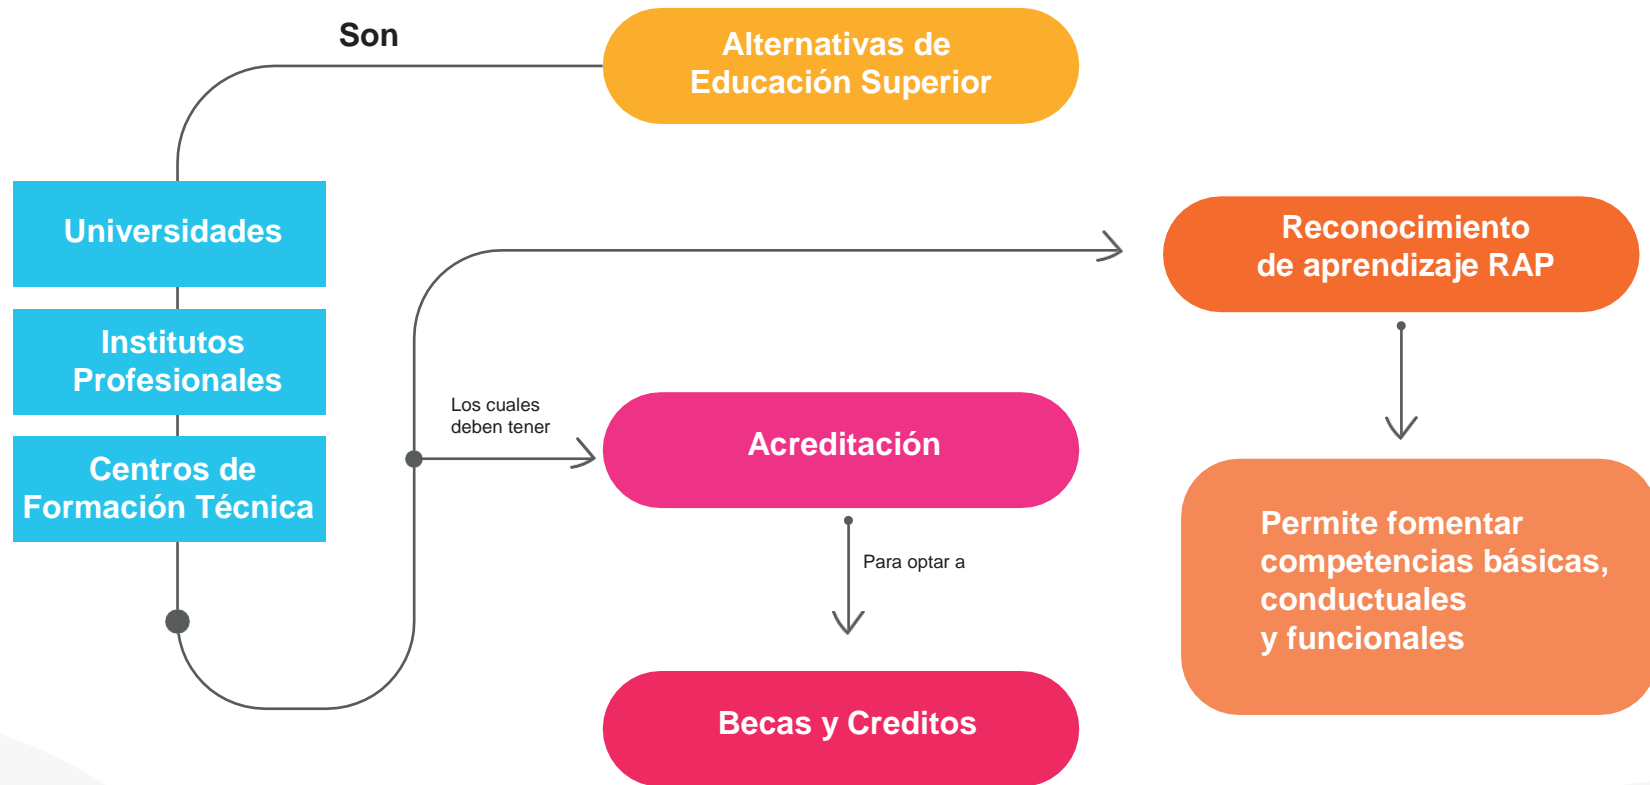 Son
Alternativas de
Educación Superior
Universidades
Institutos
Profesionales
Centros de
Formación Técnica
Los cuales
deben tener
Acreditación
Para optar a
Becas y Creditos
Reconocimiento
de aprendizaje RAP
Permite fomentar
competencias básicas,
conductuales
y funcionales